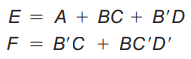 E = A + BC + B'D
F = B'C + BC'D'